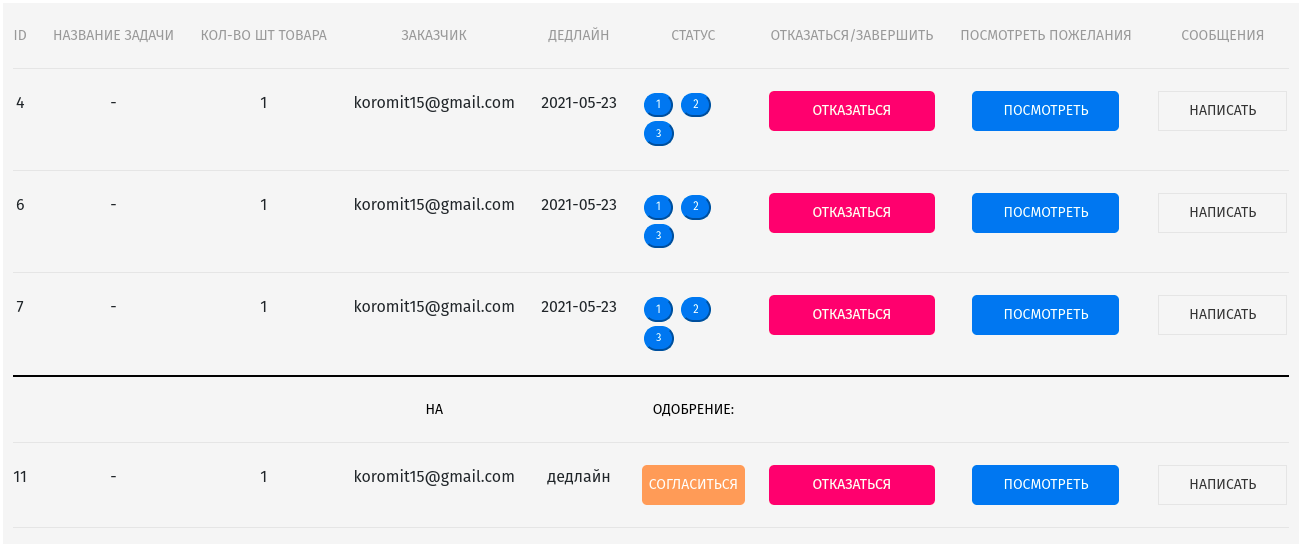 ID НАЗВАНИЕ ЗАДАЧИ КОЛ-ВО ШТ ТОВАРА ЗАКАЗЧИК ДЕДЛАЙН СТАТУС ОТКАЗАТЬСЯ/ЗАВЕРШИТЬ ПОСМОТРЕТЬ ПОЖЕЛАНИЯ СООБЩЕНИЯ
4 - 1 koromit15@gmail.com 2021-05-23 1 2 ОТКАЗАТЬСЯ ПОСМОТРЕТЬ НАПИСАТЬ
3
6 - 1 koromit15@gmail.com 2021-05-23 1 2 ОТКАЗАТЬСЯ ПОСМОТРЕТЬ НАПИСАТЬ
3
7 - 1 koromit15@gmail.com 2021-05-23 1 2 ОТКАЗАТЬСЯ ПОСМОТРЕТЬ НАПИСАТЬ
3
НА ОДОБРЕНИЕ:
11 - 1 koromit15@gmail.com дедлайн СОГЛАСИТЬСЯ ОТКАЗАТЬСЯ ПОСМОТРЕТЬ НАПИСАТЬ